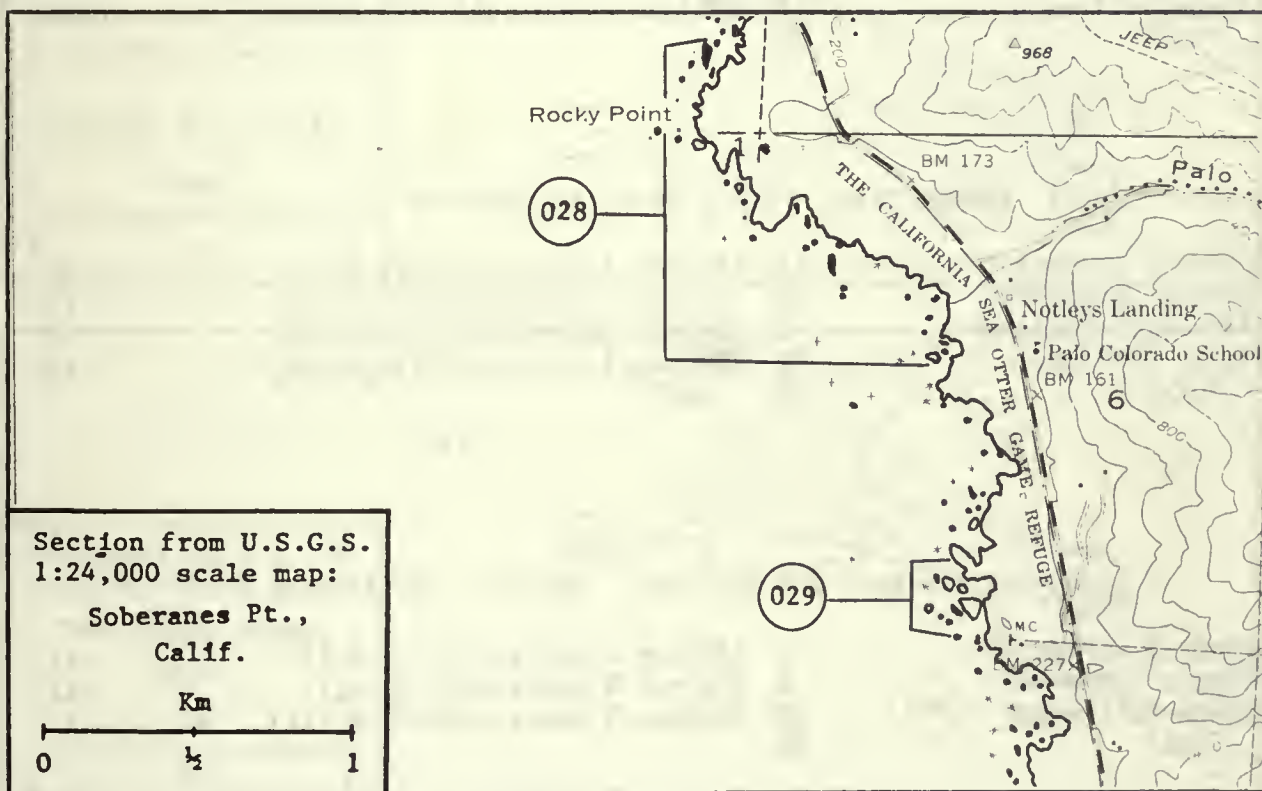 200
JEEP
968
Rocky Point
1
BM 173
Palo
028
THE CALIFORNIA
SEA OTTER GAME REFUGE
Notleys Landing
Palo Colorado School
BM 161
6
800
029
MC
BM 227
Section from U.S.G.S.
1:24,000 scale map:
Soberanes Pt.,
Calif.
Km
0 ½ 1